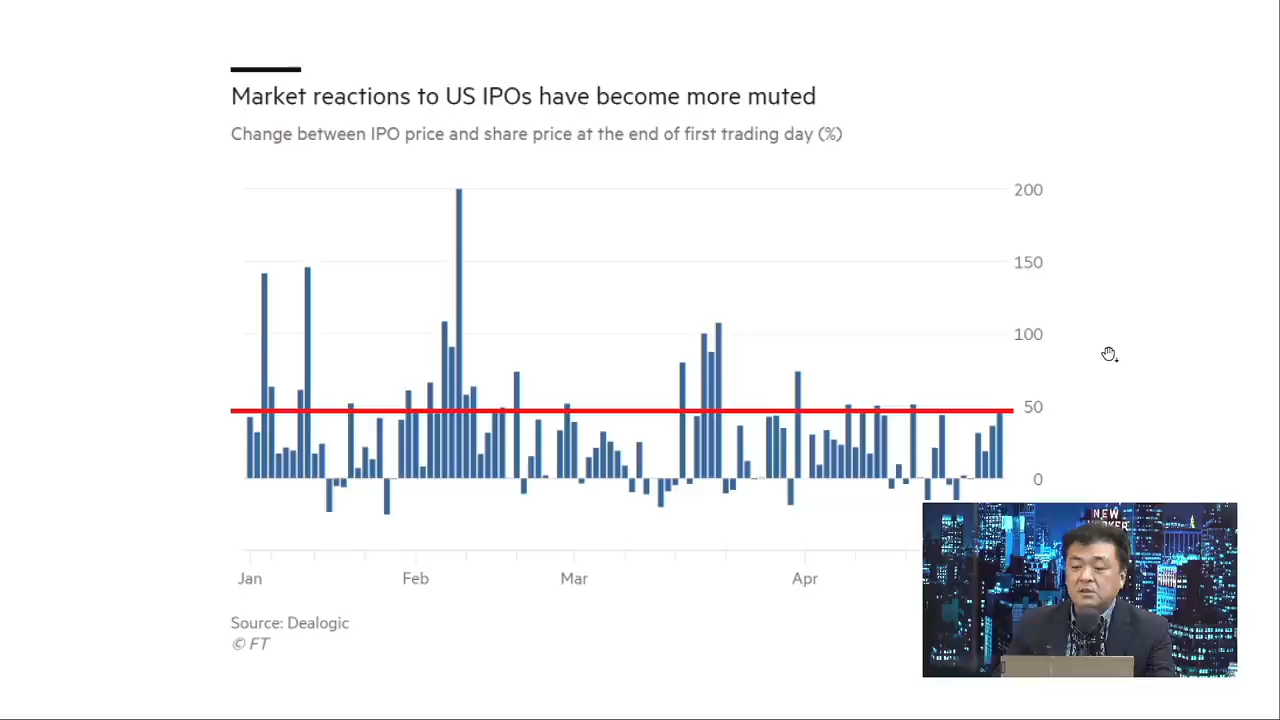 Market reactions to US IPOs have become more muted
Change between IPO price and share price at the end of first trading day (%)
200
150
100
50
0
Jan Feb Mar Apr
Source: Dealogic
© FT
NEW